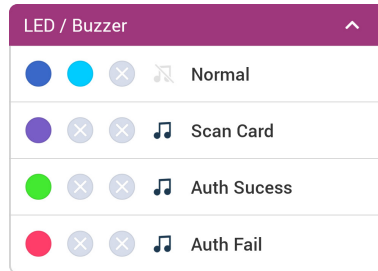 LED / Buzzer
Normal
Scan Card
Auth Sucess
Auth Fail